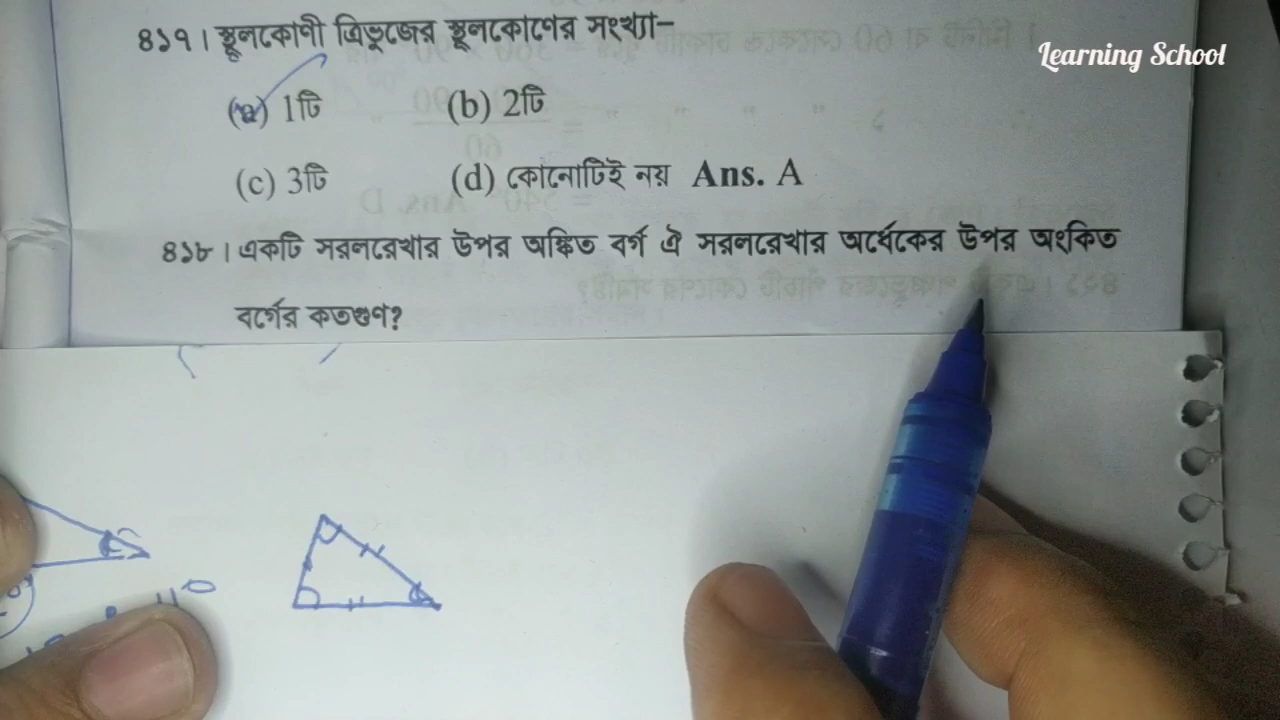 ৪১৭। স্থূলকোণী ত্রিভুজের স্থূলকোণের সংখ্যা–
Learning School
(a) 1টি (b) 2টি
(c) 3টি (d) কোনোটিই নয় Ans. A
৪১৮। একটি সরলরেখার উপর অঙ্কিত বর্গ ঐ সরলরেখার অর্ধেকের উপর অংকিত
বর্গের কতগুণ?